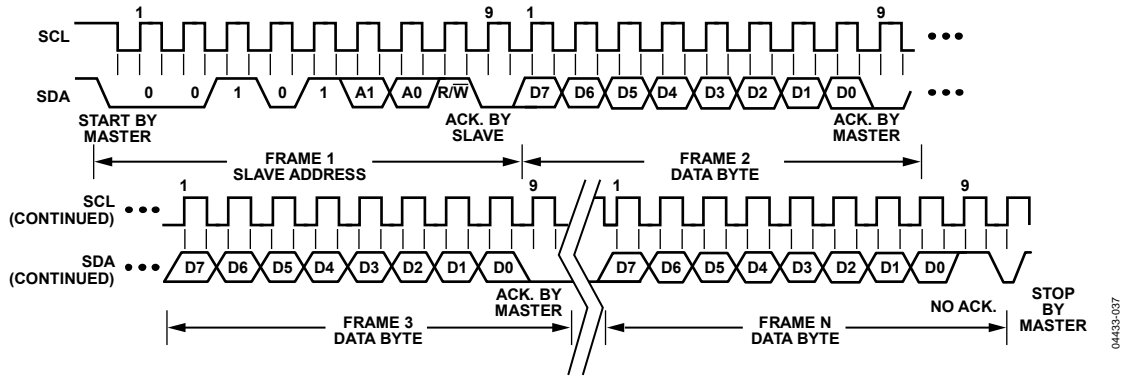 1 9 1 9
SCL
SDA 0 0 1 0 1 A1 A0 R/W̅ D7 D6 D5 D4 D3 D2 D1 D0
START BY MASTER
ACK. BY SLAVE
ACK. BY MASTER
FRAME 1
SLAVE ADDRESS
FRAME 2
DATA BYTE
1 9 1 9
SCL
(CONTINUED)
SDA
(CONTINUED)
D7 D6 D5 D4 D3 D2 D1 D0 D7 D6 D5 D4 D3 D2 D1 D0
ACK. BY
MASTER
NO ACK.
STOP
BY
MASTER
FRAME 3
DATA BYTE
FRAME N
DATA BYTE
04433-037